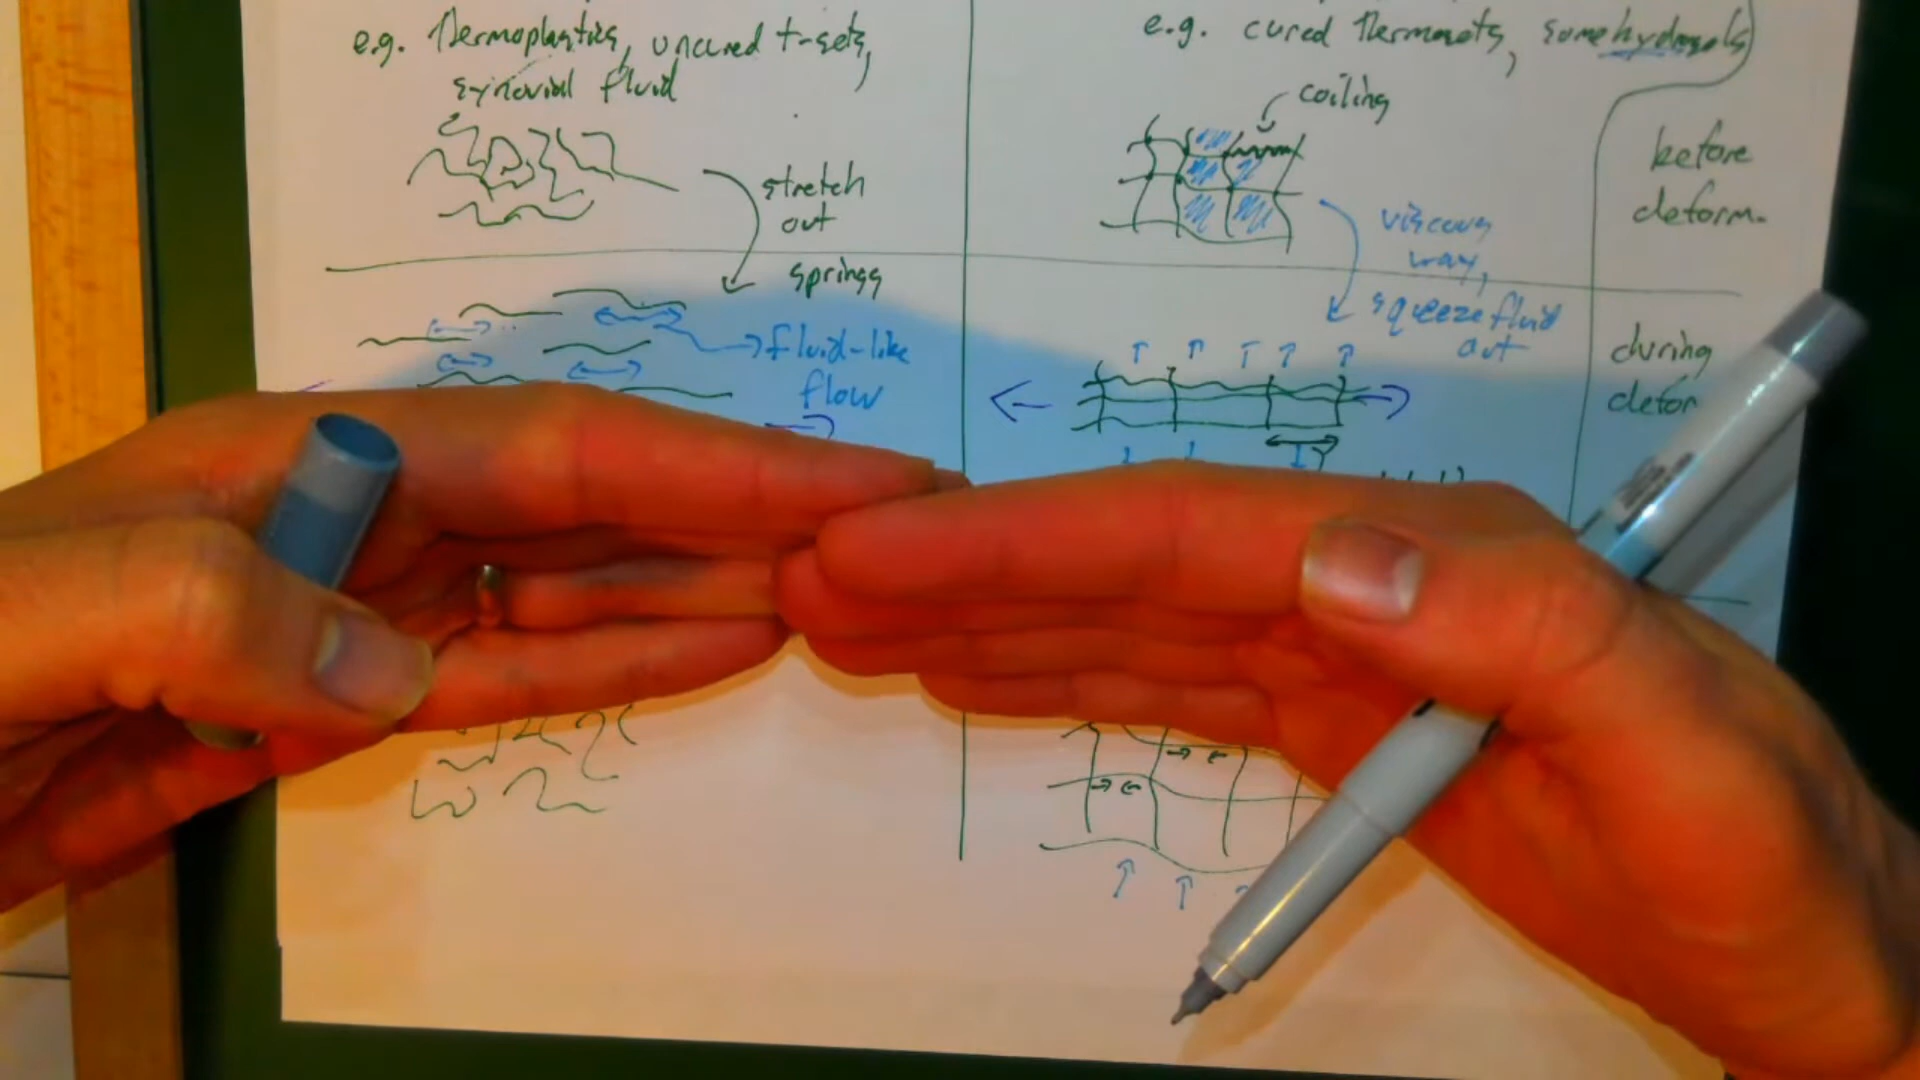 e.g. thermoplastics, uncured t-sets,
synovial fluid
stretch
out
springs
fluid-like
flow
e.g. cured thermosets, some hydrogels
coiling
viscous
way,
squeeze fluid
out
before
deform.
during
defor